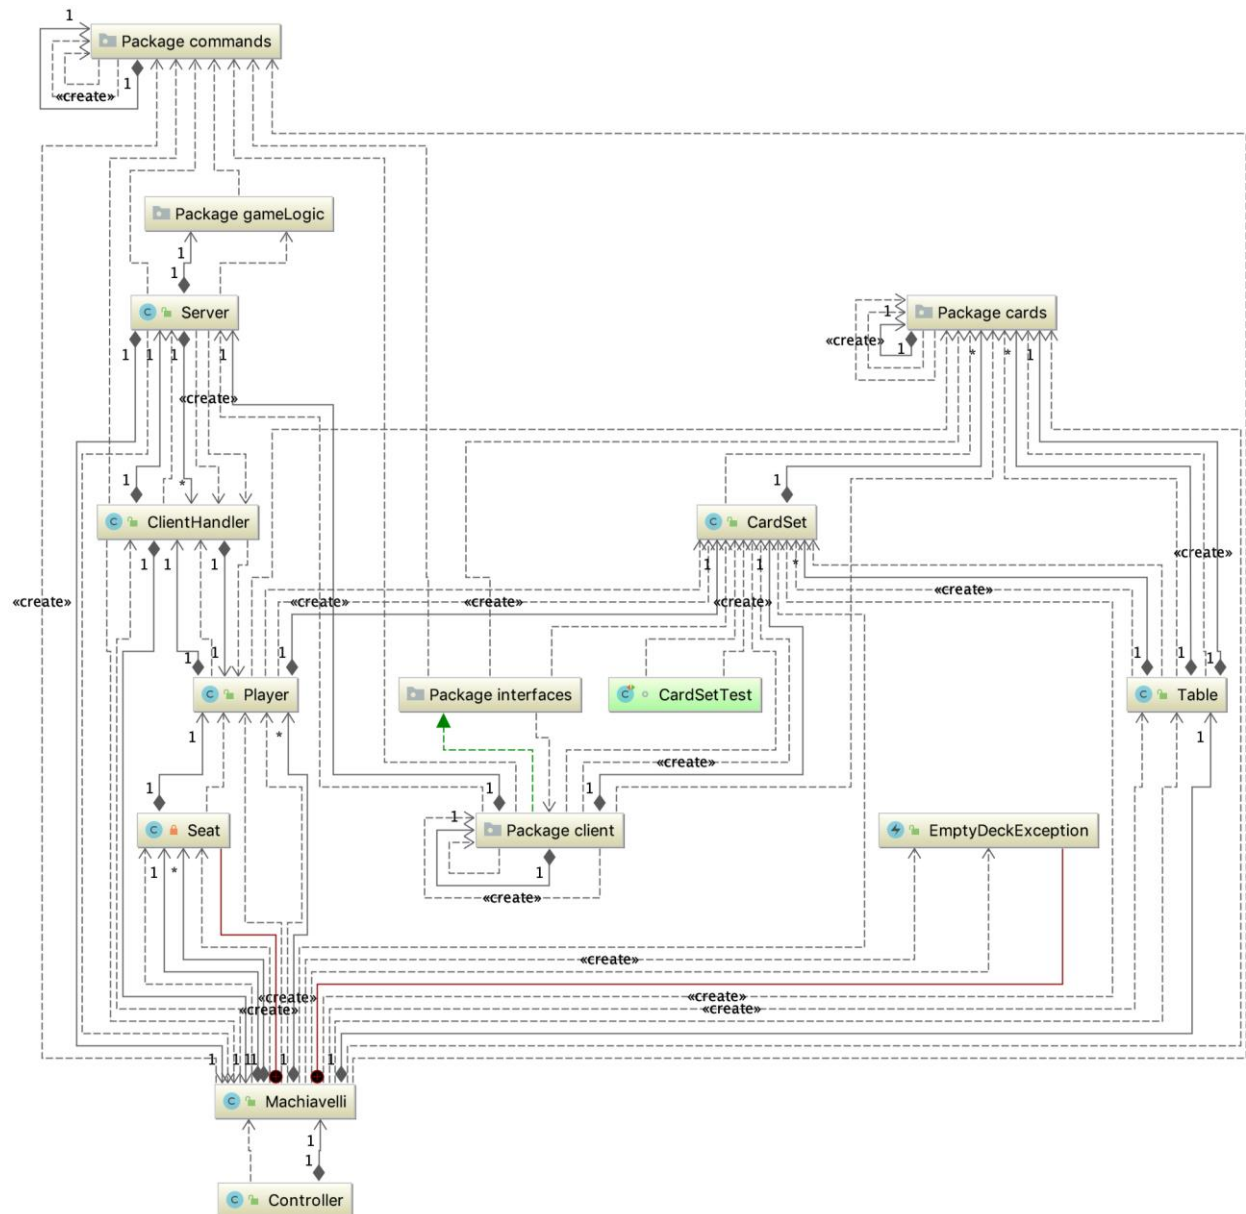 1
Package commands
1
«create»
Package gameLogic
1
1
Server
Package cards
1
«create»
1
1 1 1 1
* * 1
«create»
1
1
*
1
ClientHandler
CardSet
«create»
1 1 1
1 1 *
«create»
«create» «create» «create»
«create»
1 1 1
1 1 1
Player
Package interfaces
CardSetTest
Table
1
*
1
«create»
1
1
1
Seat
Package client
EmptyDeckException
1 *
1
«create»
«create»
«create»
«create»
«create»
«create»
1 1 1 1 1 1
Machiavelli
1
1
Controller